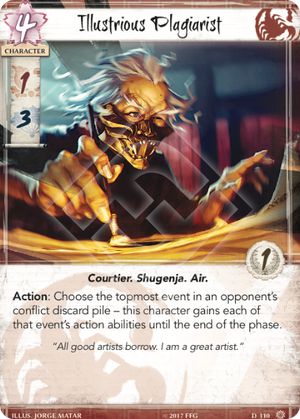 4
Illustrious Plagiarist
CHARACTER
1
3
1
Courtier. Shugenja. Air.
Action: Choose the topmost event in an opponent's
conflict discard pile – this character gains each of
that event's action abilities until the end of the phase.
"All good artists borrow. I am a great artist."
ILLUS. JORGE MATAR
© 2017 FFG
D 110